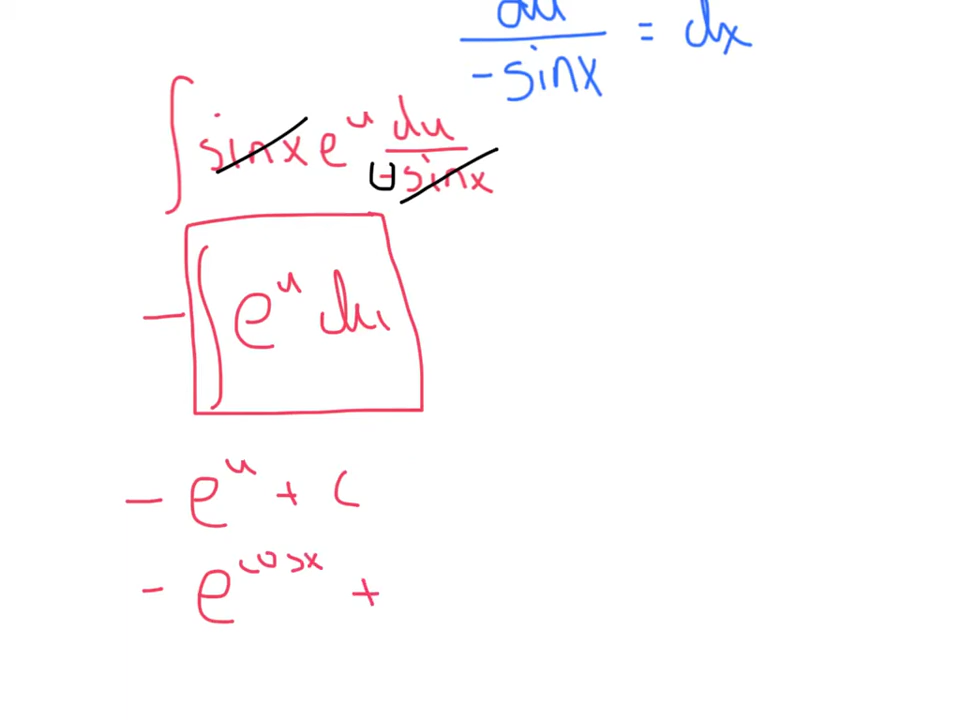 du/-sinx = dx
∫ sinx e^u du/-sinx
- ∫ e^u du
- e^u + C
- e^cosx +